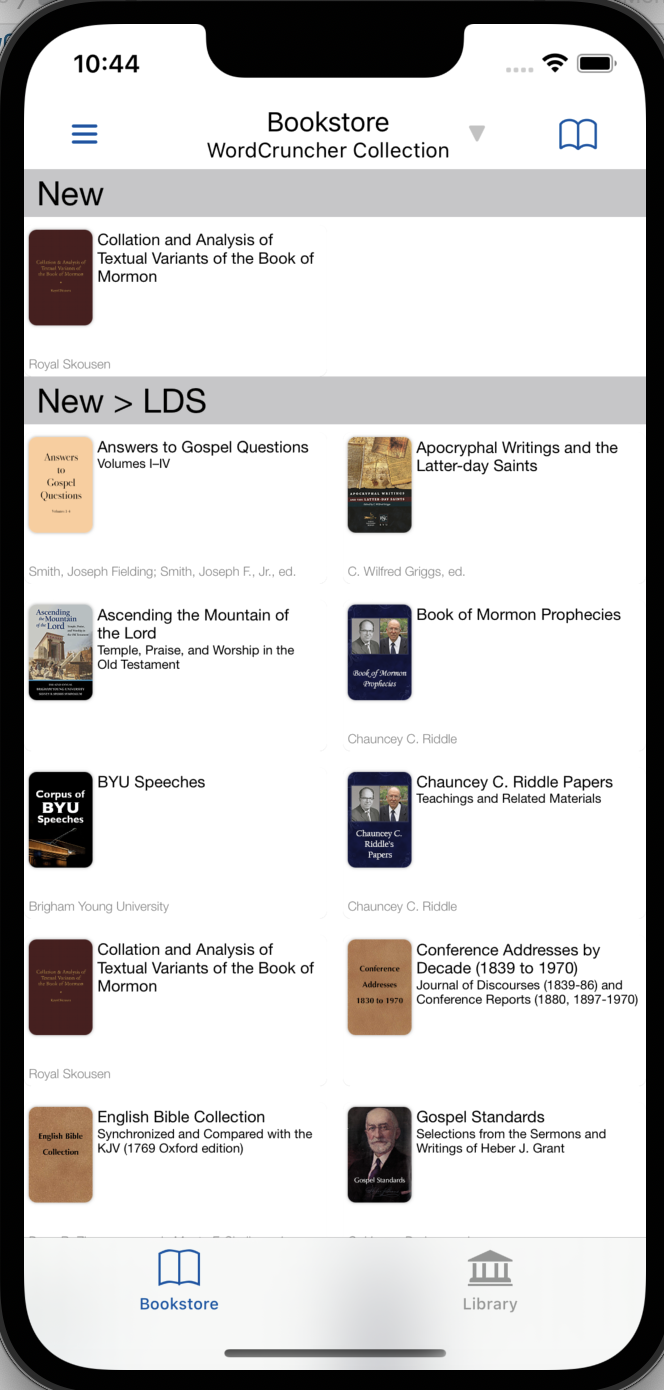 10:44
Bookstore
WordCruncher Collection
New
Collation and Analysis of
Textual Variants of the Book of
Mormon
Collation & Analysis of
Textual Variants of
the Book of Mormon
Royal Skousen
New > LDS
Answers
to
Gospel
Questions
Answers to Gospel Questions
Volumes I–IV
Smith, Joseph Fielding; Smith, Joseph F., Jr., ed.
APOCRYPHAL WRITINGS
AND THE LATTER-DAY SAINTS
Apocryphal Writings and the
Latter-day Saints
C. Wilfred Griggs, ed.
Ascending
the Mountain
of the Lord
Ascending the Mountain of
the Lord
Temple, Praise, and Worship in the
Old Testament
Book of Mormon
Prophecies
Book of Mormon Prophecies
Chauncey C. Riddle
Corpus of
BYU
Speeches
BYU Speeches
Brigham Young University
Chauncey C.
Riddle's
Papers
Chauncey C. Riddle Papers
Teachings and Related Materials
Chauncey C. Riddle
Collation & Analysis of
Textual Variants of
the Book of Mormon
Collation and Analysis of
Textual Variants of the Book of
Mormon
Royal Skousen
Conference
Addresses
1830 to 1970
Conference Addresses by
Decade (1839 to 1970)
Journal of Discourses (1839-86) and
Conference Reports (1880, 1897-1970)
English Bible
Collection
English Bible Collection
Synchronized and Compared with the
KJV (1769 Oxford edition)
Gospel Standards
Gospel Standards
Selections from the Sermons and
Writings of Heber J. Grant
Bookstore
Library